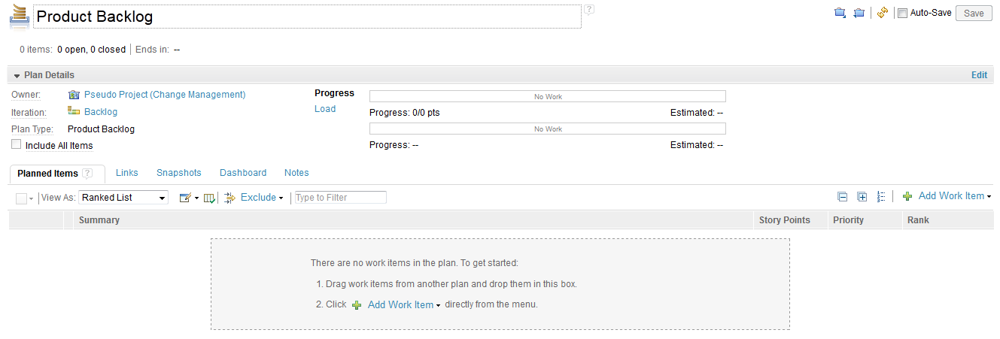 Product Backlog ?
Auto-Save Save
0 items: 0 open, 0 closed Ends in: --
Plan Details Edit
Owner: Pseudo Project (Change Management) Progress No Work
Iteration: Backlog Load Progress: 0/0 pts Estimated: --
Plan Type: Product Backlog No Work
Include All Items Progress: -- Estimated: --
Planned Items ? Links Snapshots Dashboard Notes
View As: Ranked List Exclude Type to Filter Add Work Item
Summary Story Points Priority Rank
There are no work items in the plan. To get started:
1. Drag work items from another plan and drop them in this box.
2. Click Add Work Item directly from the menu.